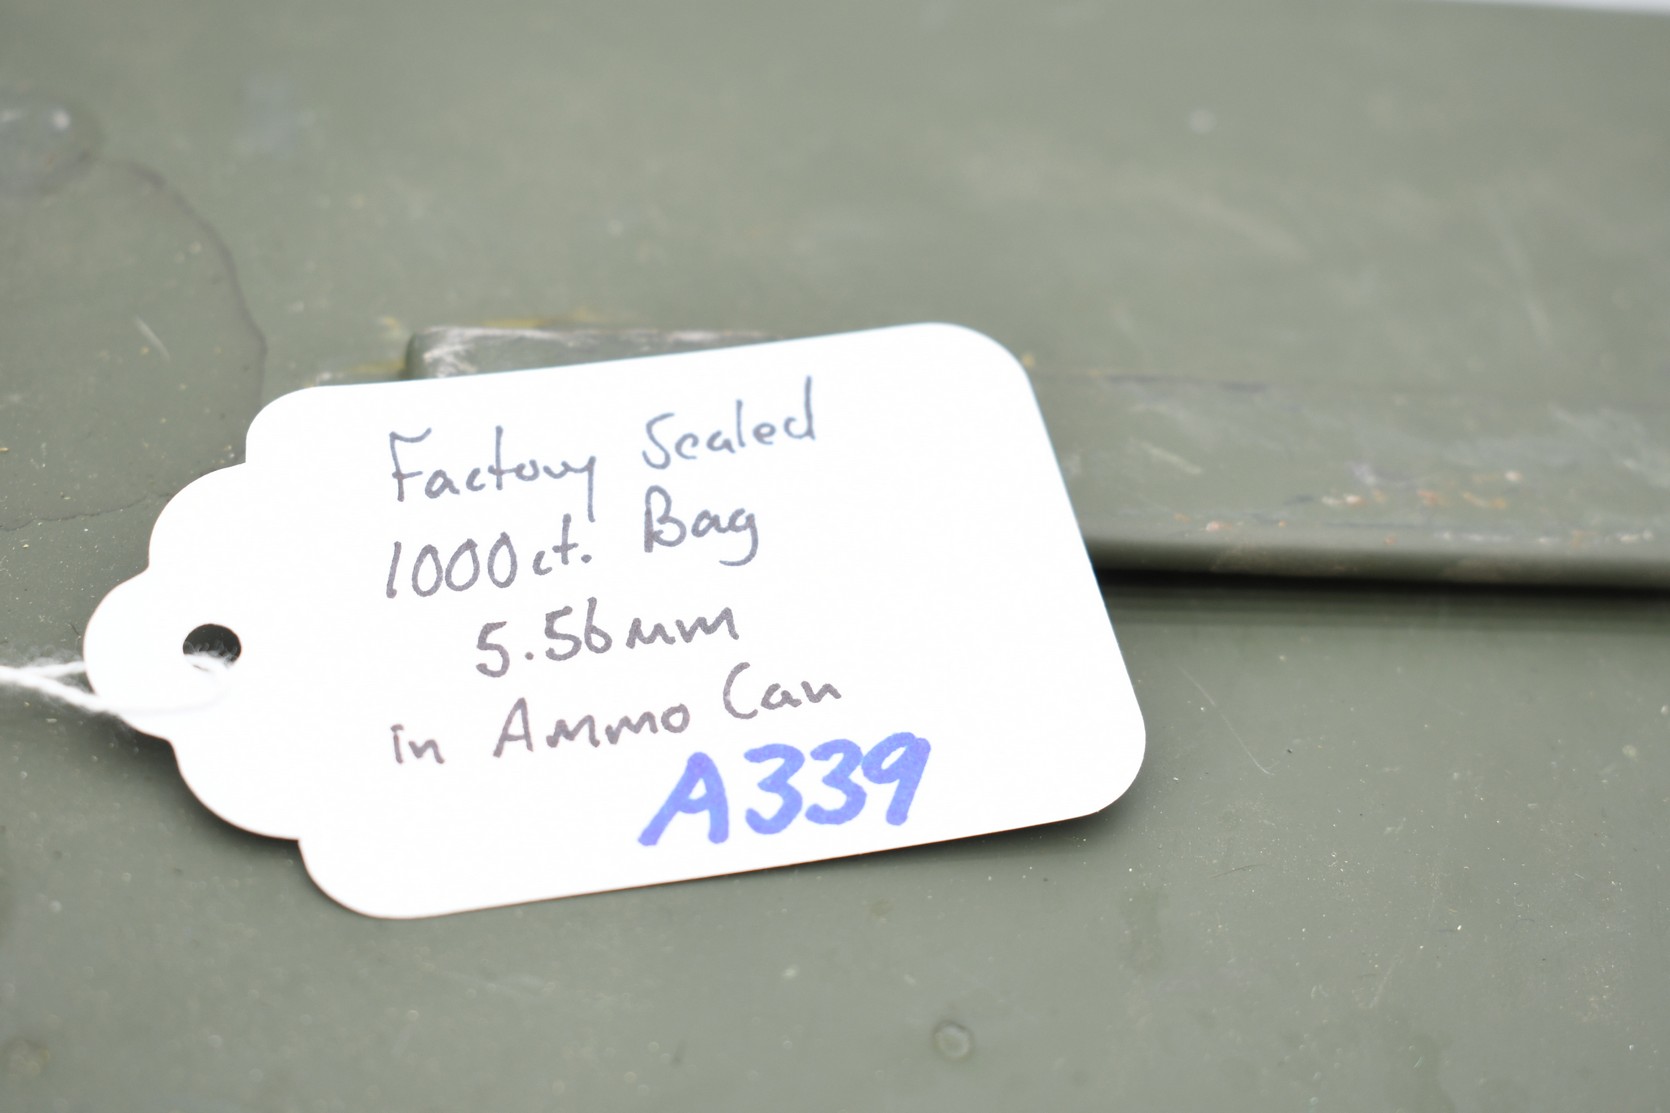 Factory Sealed
1000ct. Bag
5.56mm
in Ammo Can
A339